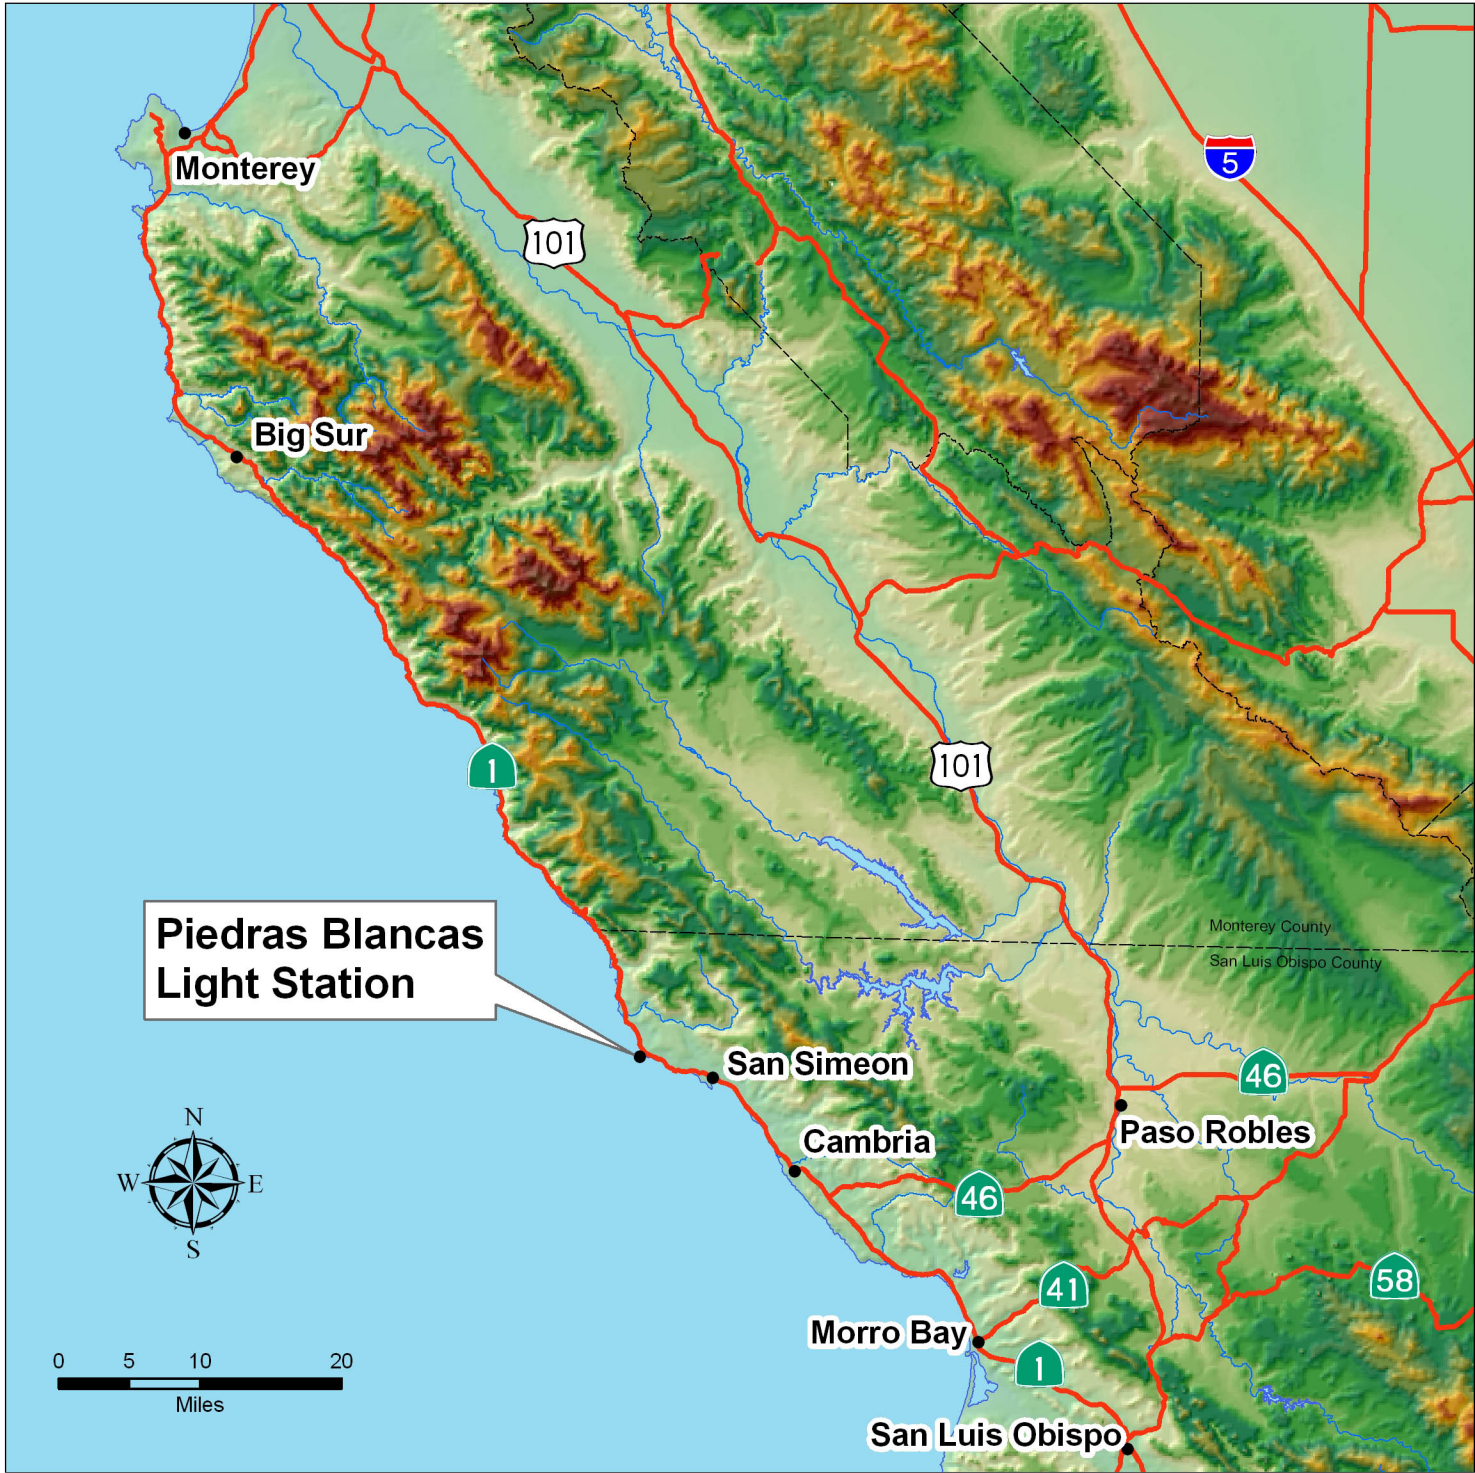 Monterey
5
101
Big Sur
101
1
Piedras Blancas
Light Station
Monterey County
San Luis Obispo County
San Simeon
46
Paso Robles
Cambria
46
N
W
E
S
41
58
Morro Bay
1
0 5 10 20
Miles
San Luis Obispo